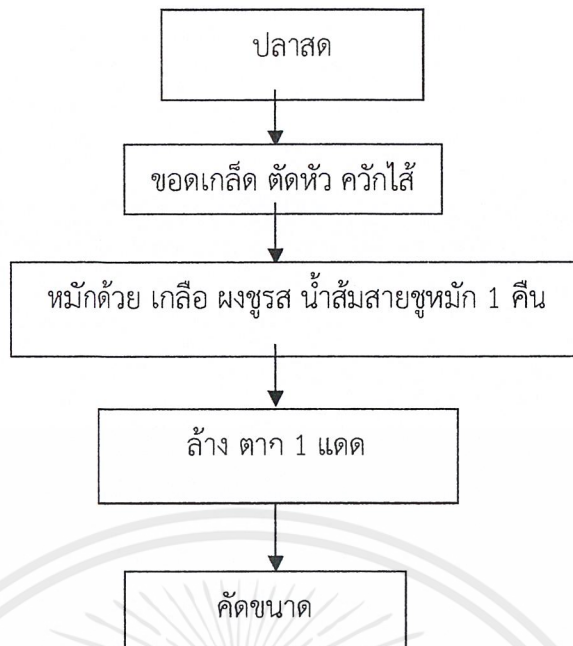 ปลาสด
ขอดเกล็ด ตัดหัว ควักไส้
หมักด้วย เกลือ ผงชูรส น้ำส้มสายชูหมัก 1 คืน
ล้าง ตาก 1 แดด
คัดขนาด